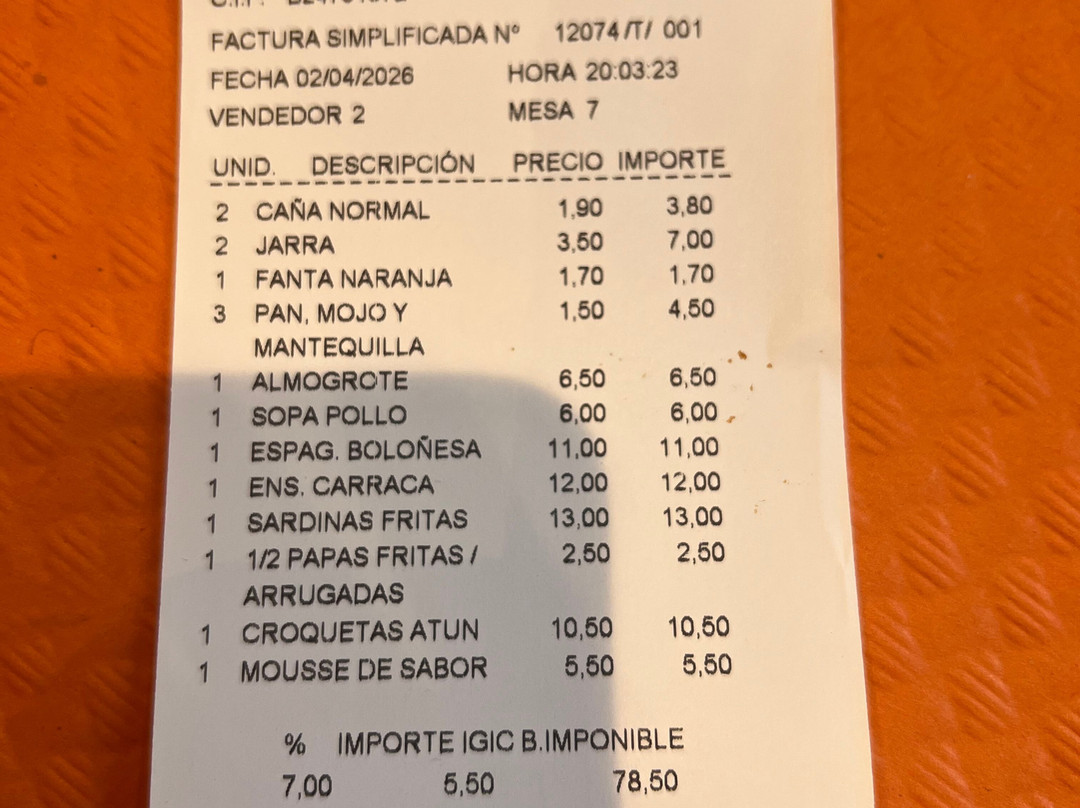 FACTURA SIMPLIFICADA Nº 12074/T/ 001
FECHA 02/04/2026 HORA 20:03:23
VENDEDOR 2 MESA 7
UNID. DESCRIPCIÓN PRECIO IMPORTE
2 CAÑA NORMAL 1,90 3,80
2 JARRA 3,50 7,00
1 FANTA NARANJA 1,70 1,70
3 PAN, MOJO Y 1,50 4,50
MANTEQUILLA
1 ALMOGROTE 6,50 6,50
1 SOPA POLLO 6,00 6,00
1 ESPAG. BOLOÑESA 11,00 11,00
1 ENS. CARRACA 12,00 12,00
1 SARDINAS FRITAS 13,00 13,00
1 1/2 PAPAS FRITAS / 2,50 2,50
ARRUGADAS
1 CROQUETAS ATUN 10,50 10,50
1 MOUSSE DE SABOR 5,50 5,50
% IMPORTE IGIC B.IMPONIBLE
7,00 5,50 78,50